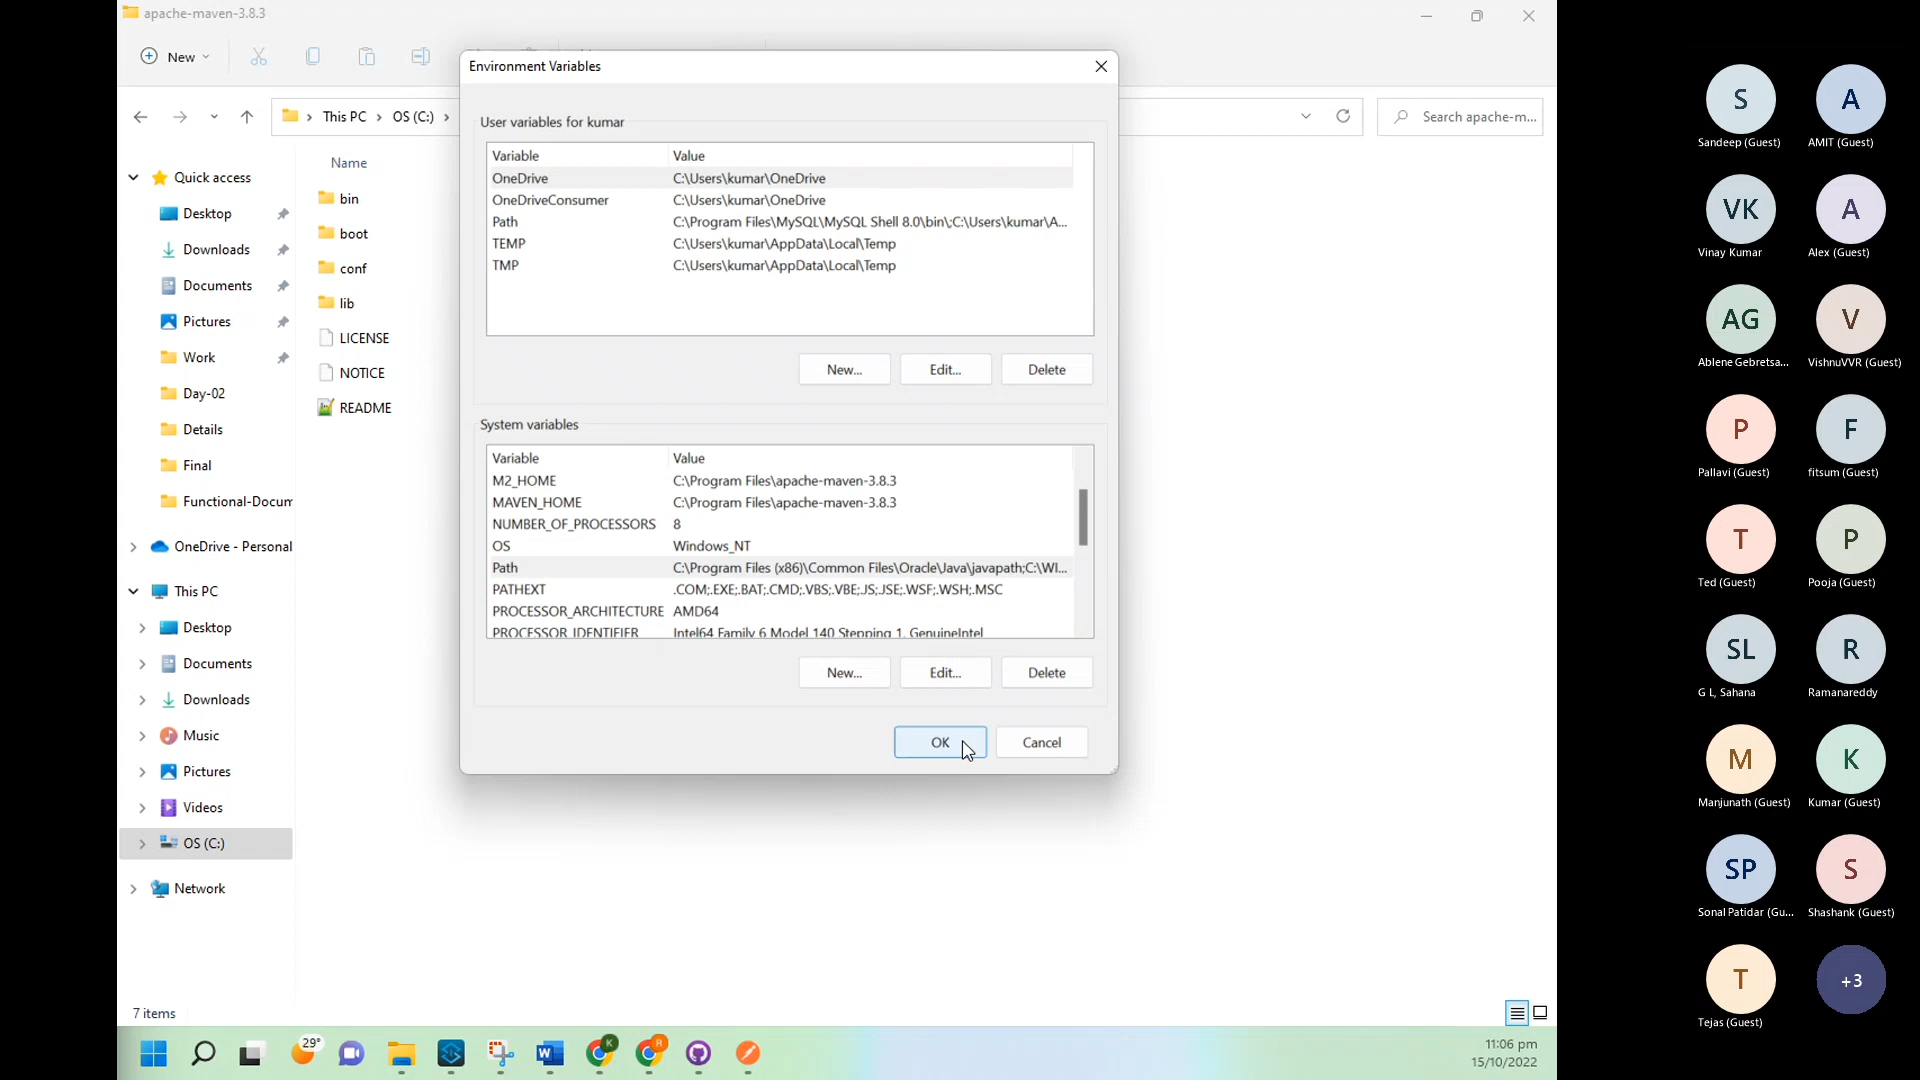 apache-maven-3.8.3
New
This PC
OS (C:)
Search apache-m...
Quick access
Desktop
Downloads
Documents
Pictures
Work
Day-02
Details
Final
Functional-Docum
OneDrive - Personal
This PC
Desktop
Documents
Downloads
Music
Pictures
Videos
OS (C:)
Network
Name
bin
boot
conf
lib
LICENSE
NOTICE
README
7 items
Environment Variables
User variables for kumar
Variable Value
OneDrive C:\Users\kumar\OneDrive
OneDriveConsumer C:\Users\kumar\OneDrive
Path C:\Program Files\MySQL\MySQL Shell 8.0\bin\;C:\Users\kumar\A...
TEMP C:\Users\kumar\AppData\Local\Temp
TMP C:\Users\kumar\AppData\Local\Temp
New... Edit... Delete
System variables
Variable Value
M2_HOME C:\Program Files\apache-maven-3.8.3
MAVEN_HOME C:\Program Files\apache-maven-3.8.3
NUMBER_OF_PROCESSORS 8
OS Windows_NT
Path C:\Program Files (x86)\Common Files\Oracle\Java\javapath;C:\WI...
PATHEXT .COM;.EXE;.BAT;.CMD;.VBS;.VBE;.JS;.JSE;.WSF;.WSH;.MSC
PROCESSOR_ARCHITECTURE AMD64
PROCESSOR_IDENTIFIER Intel64 Family 6 Model 140 Stepping 1, GenuineIntel
New... Edit... Delete
OK Cancel
29°
K
R
11:06 pm
15/10/2022
S A
Sandeep (Guest) AMIT (Guest)
VK A
Vinay Kumar Alex (Guest)
AG V
Ablene Gebretsa... VishnuVVR (Guest)
P F
Pallavi (Guest) fitsum (Guest)
T P
Ted (Guest) Pooja (Guest)
SL R
G L, Sahana Ramanareddy
M K
Manjunath (Guest) Kumar (Guest)
SP S
Sonal Patidar (Gu... Shashank (Guest)
T +3
Tejas (Guest)